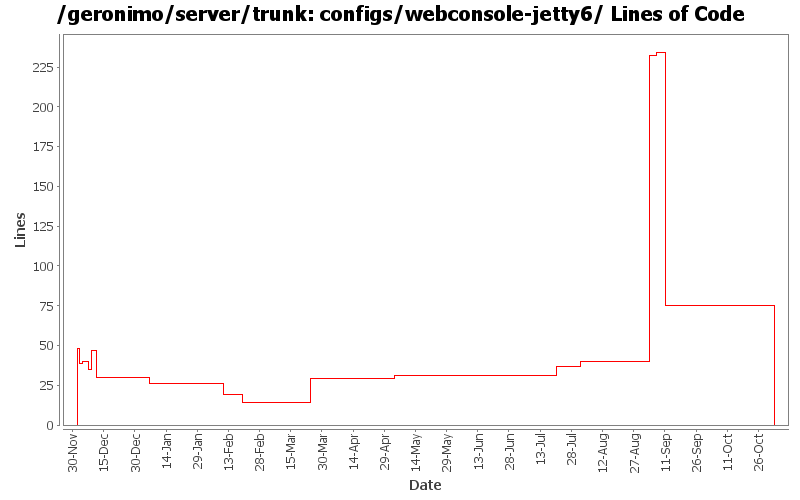 /geronimo/server/trunk: configs/webconsole-jetty6/ Lines of Code
225
200
175
150
125
100
75
50
25
0
Lines
30-Nov
15-Dec
30-Dec
14-Jan
29-Jan
13-Feb
28-Feb
15-Mar
30-Mar
14-Apr
29-Apr
14-May
29-May
13-Jun
28-Jun
13-Jul
28-Jul
12-Aug
27-Aug
11-Sep
26-Sep
11-Oct
26-Oct
Date